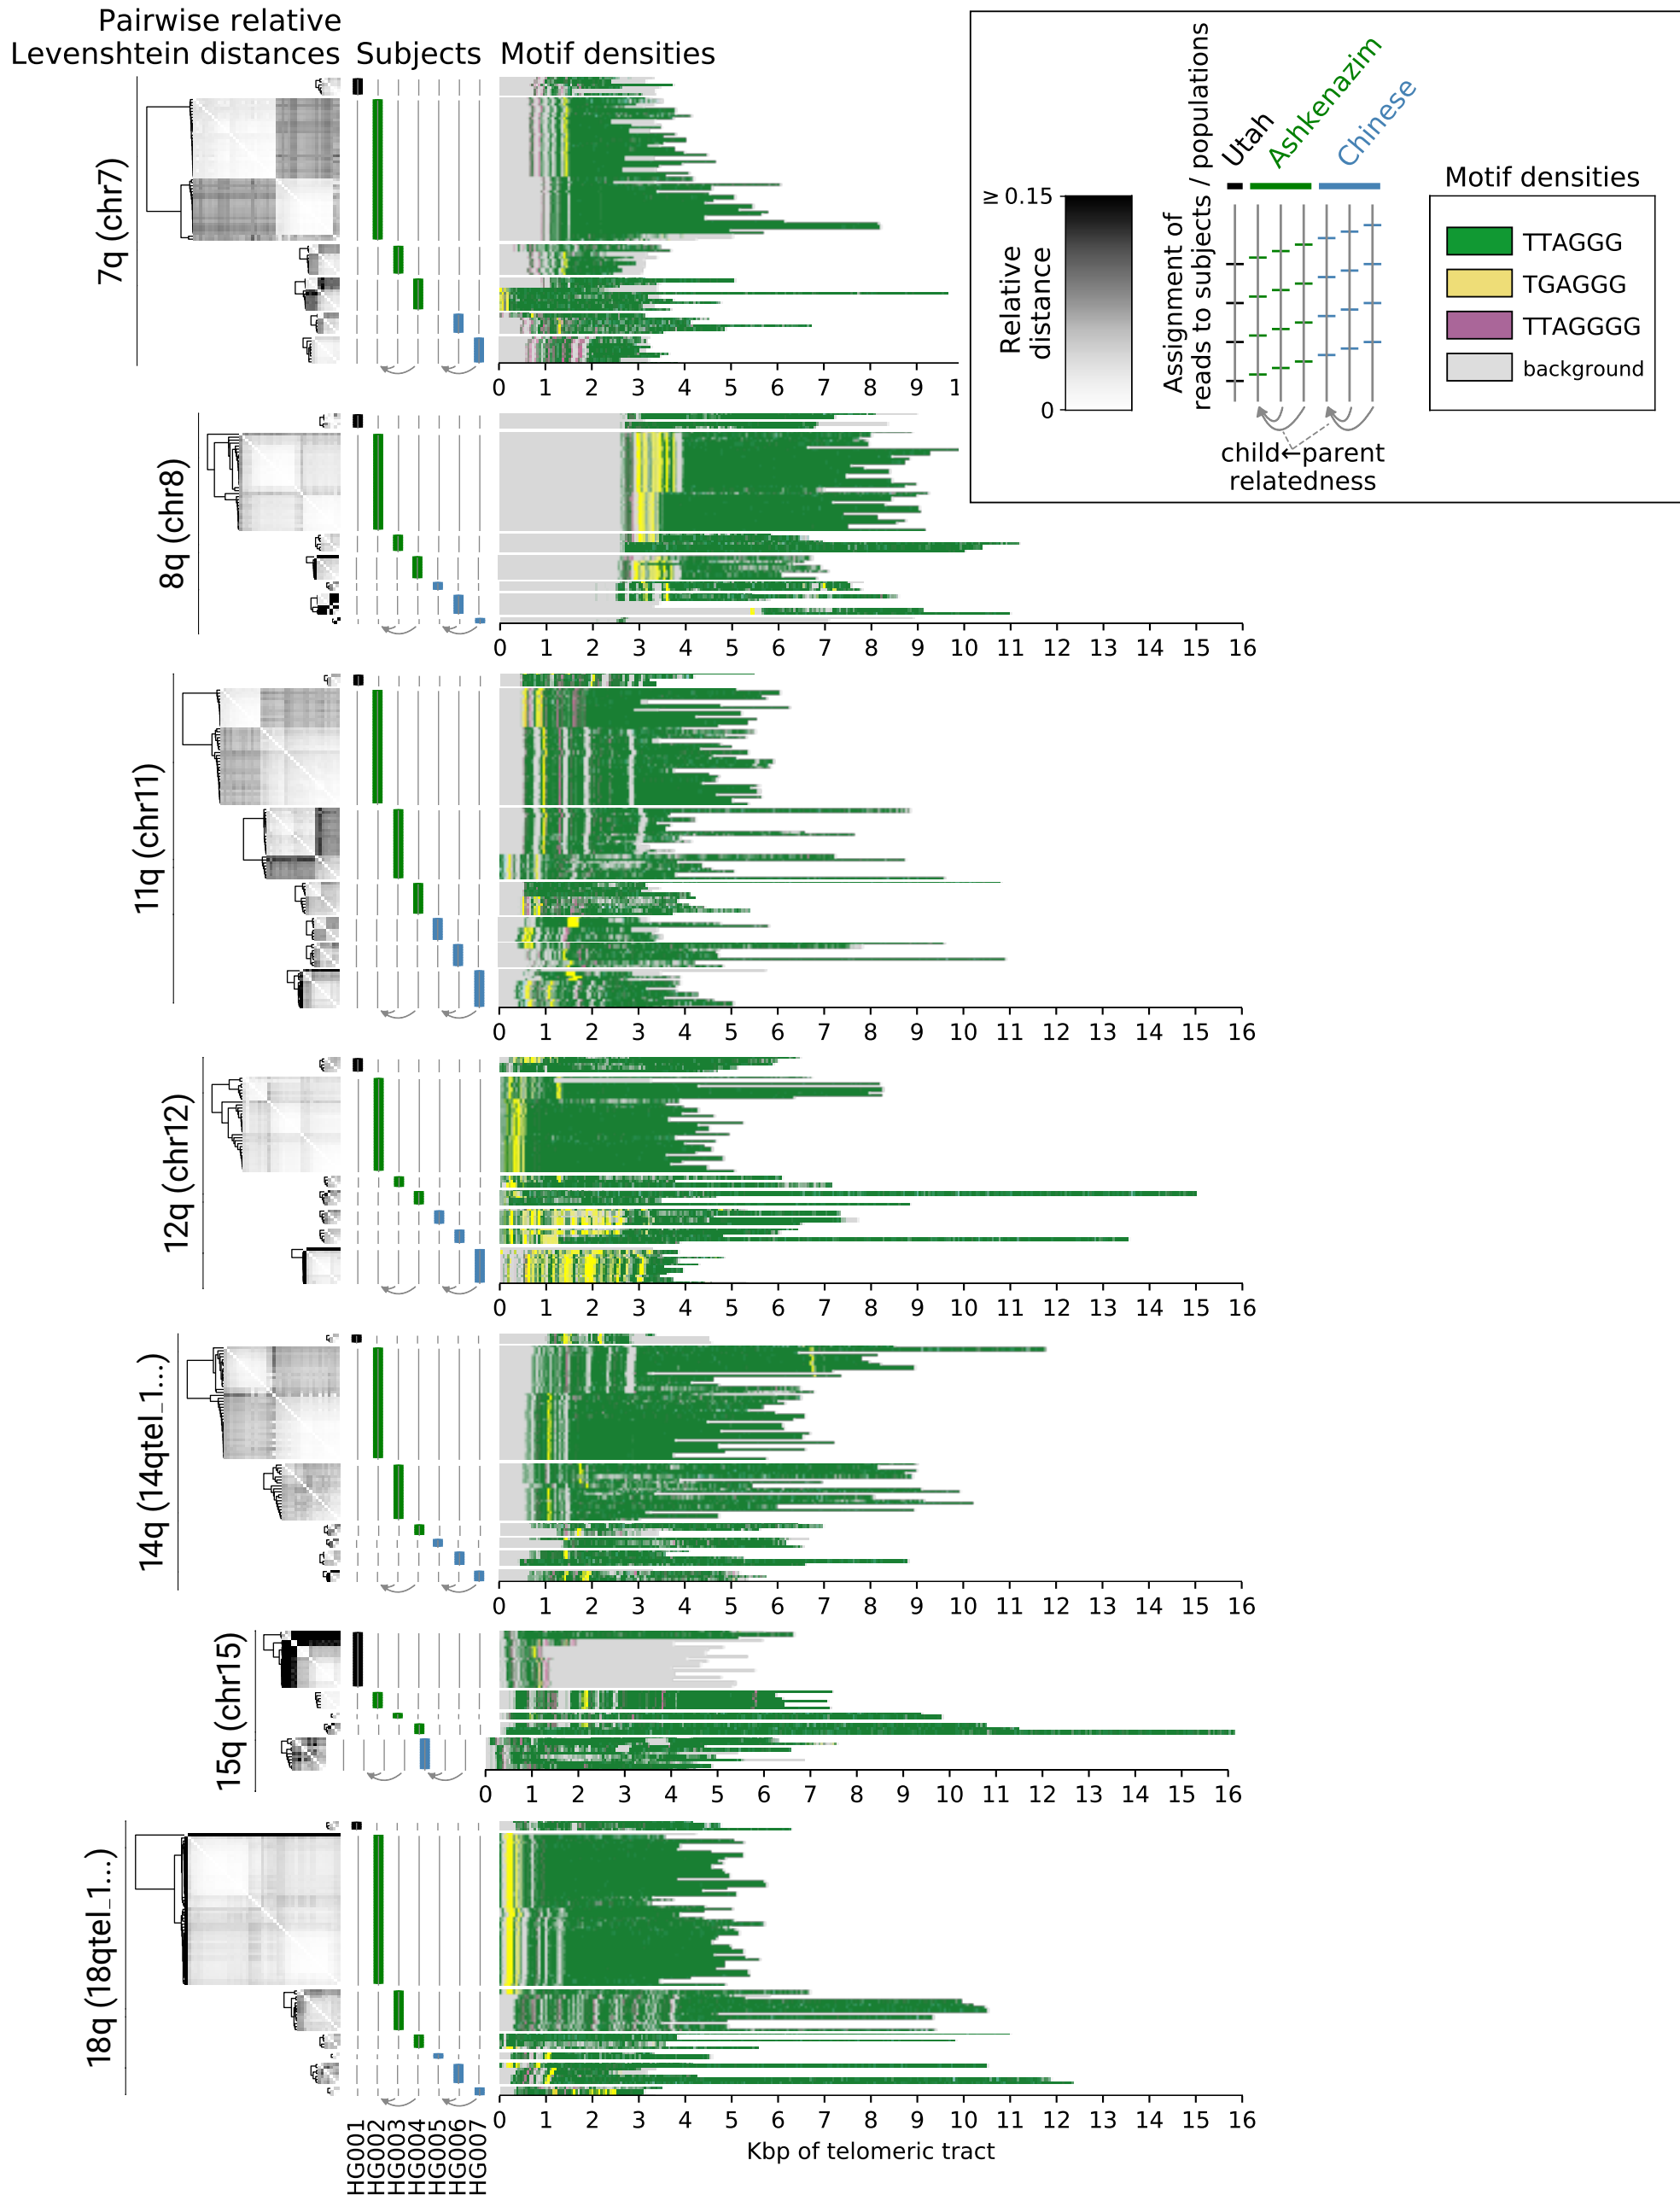 Pairwise relative
Levenshtein distances
Subjects
Motif densities
≥ 0.15
0
Relative
distance
Assignment of
reads to subjects / populations
Utah
Ashkenazim
Chinese
child←parent
relatedness
Motif densities
TTAGGG
TGAGGG
TTAGGGG
background
7q (chr7)
0 1 2 3 4 5 6 7 8 9 1
8q (chr8)
0 1 2 3 4 5 6 7 8 9 10 11 12 13 14 15 16
11q (chr11)
0 1 2 3 4 5 6 7 8 9 10 11 12 13 14 15 16
12q (chr12)
0 1 2 3 4 5 6 7 8 9 10 11 12 13 14 15 16
14q (14qtel_1...)
0 1 2 3 4 5 6 7 8 9 10 11 12 13 14 15 16
15q (chr15)
0 1 2 3 4 5 6 7 8 9 10 11 12 13 14 15 16
18q (18qtel_1...)
0 1 2 3 4 5 6 7 8 9 10 11 12 13 14 15 16
HG001 HG002 HG003 HG004 HG005 HG006 HG007
Kbp of telomeric tract